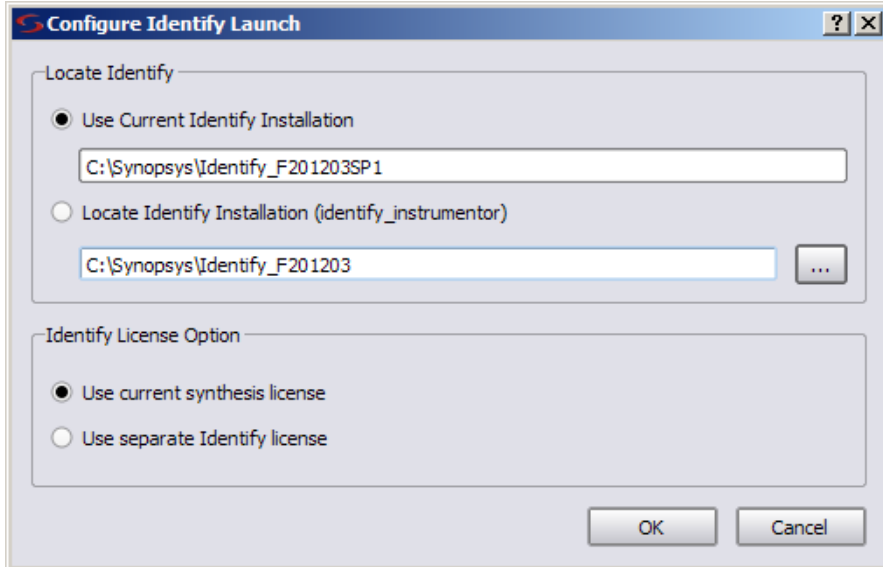 Configure Identify Launch
Locate Identify
Use Current Identify Installation
C:\Synopsys\Identify_F201203SP1
Locate Identify Installation (identify_instrumentor)
C:\Synopsys\Identify_F201203
...
Identify License Option
Use current synthesis license
Use separate Identify license
OK Cancel